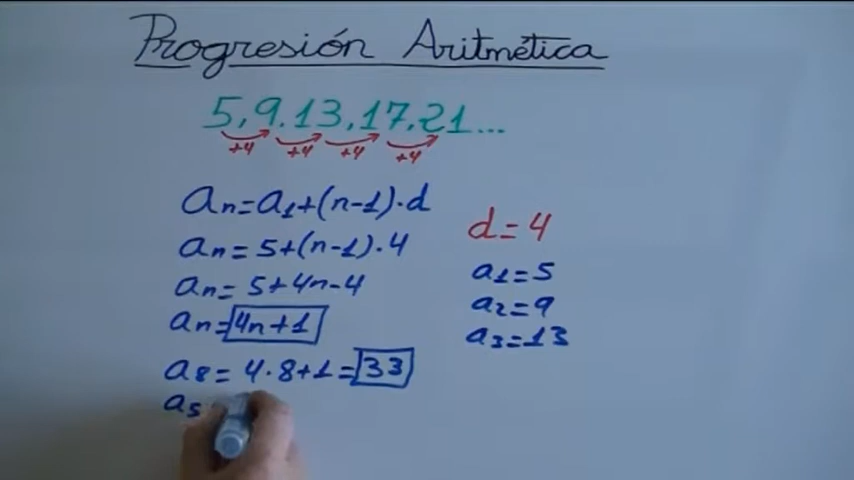 Progresión Aritmética
5, 9, 13, 17, 21...
+4 +4 +4 +4
an=a1+(n-1)·d
d=4
an=5+(n-1)·4
a1=5
an=5+4n-4
a2=9
an=4n+1
a3=13
a8=4·8+1=33
a5